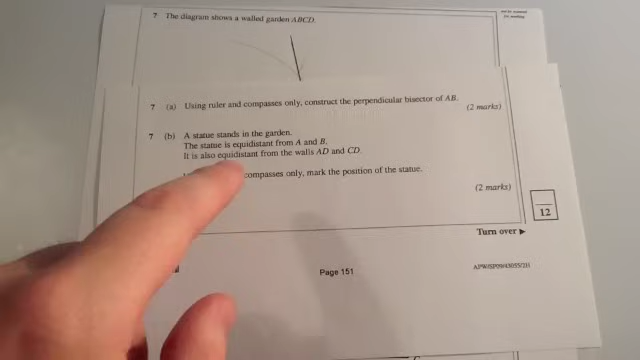 7 The diagram shows a walled garden ABCD.
7 (a) Using ruler and compasses only, construct the perpendicular bisector of AB.
(2 marks)
7 (b) A statue stands in the garden.
The statue is equidistant from A and B.
It is also equidistant from the walls AD and CD.
compasses only, mark the position of the statue.
(2 marks)
12
Turn over ▶
Page 151